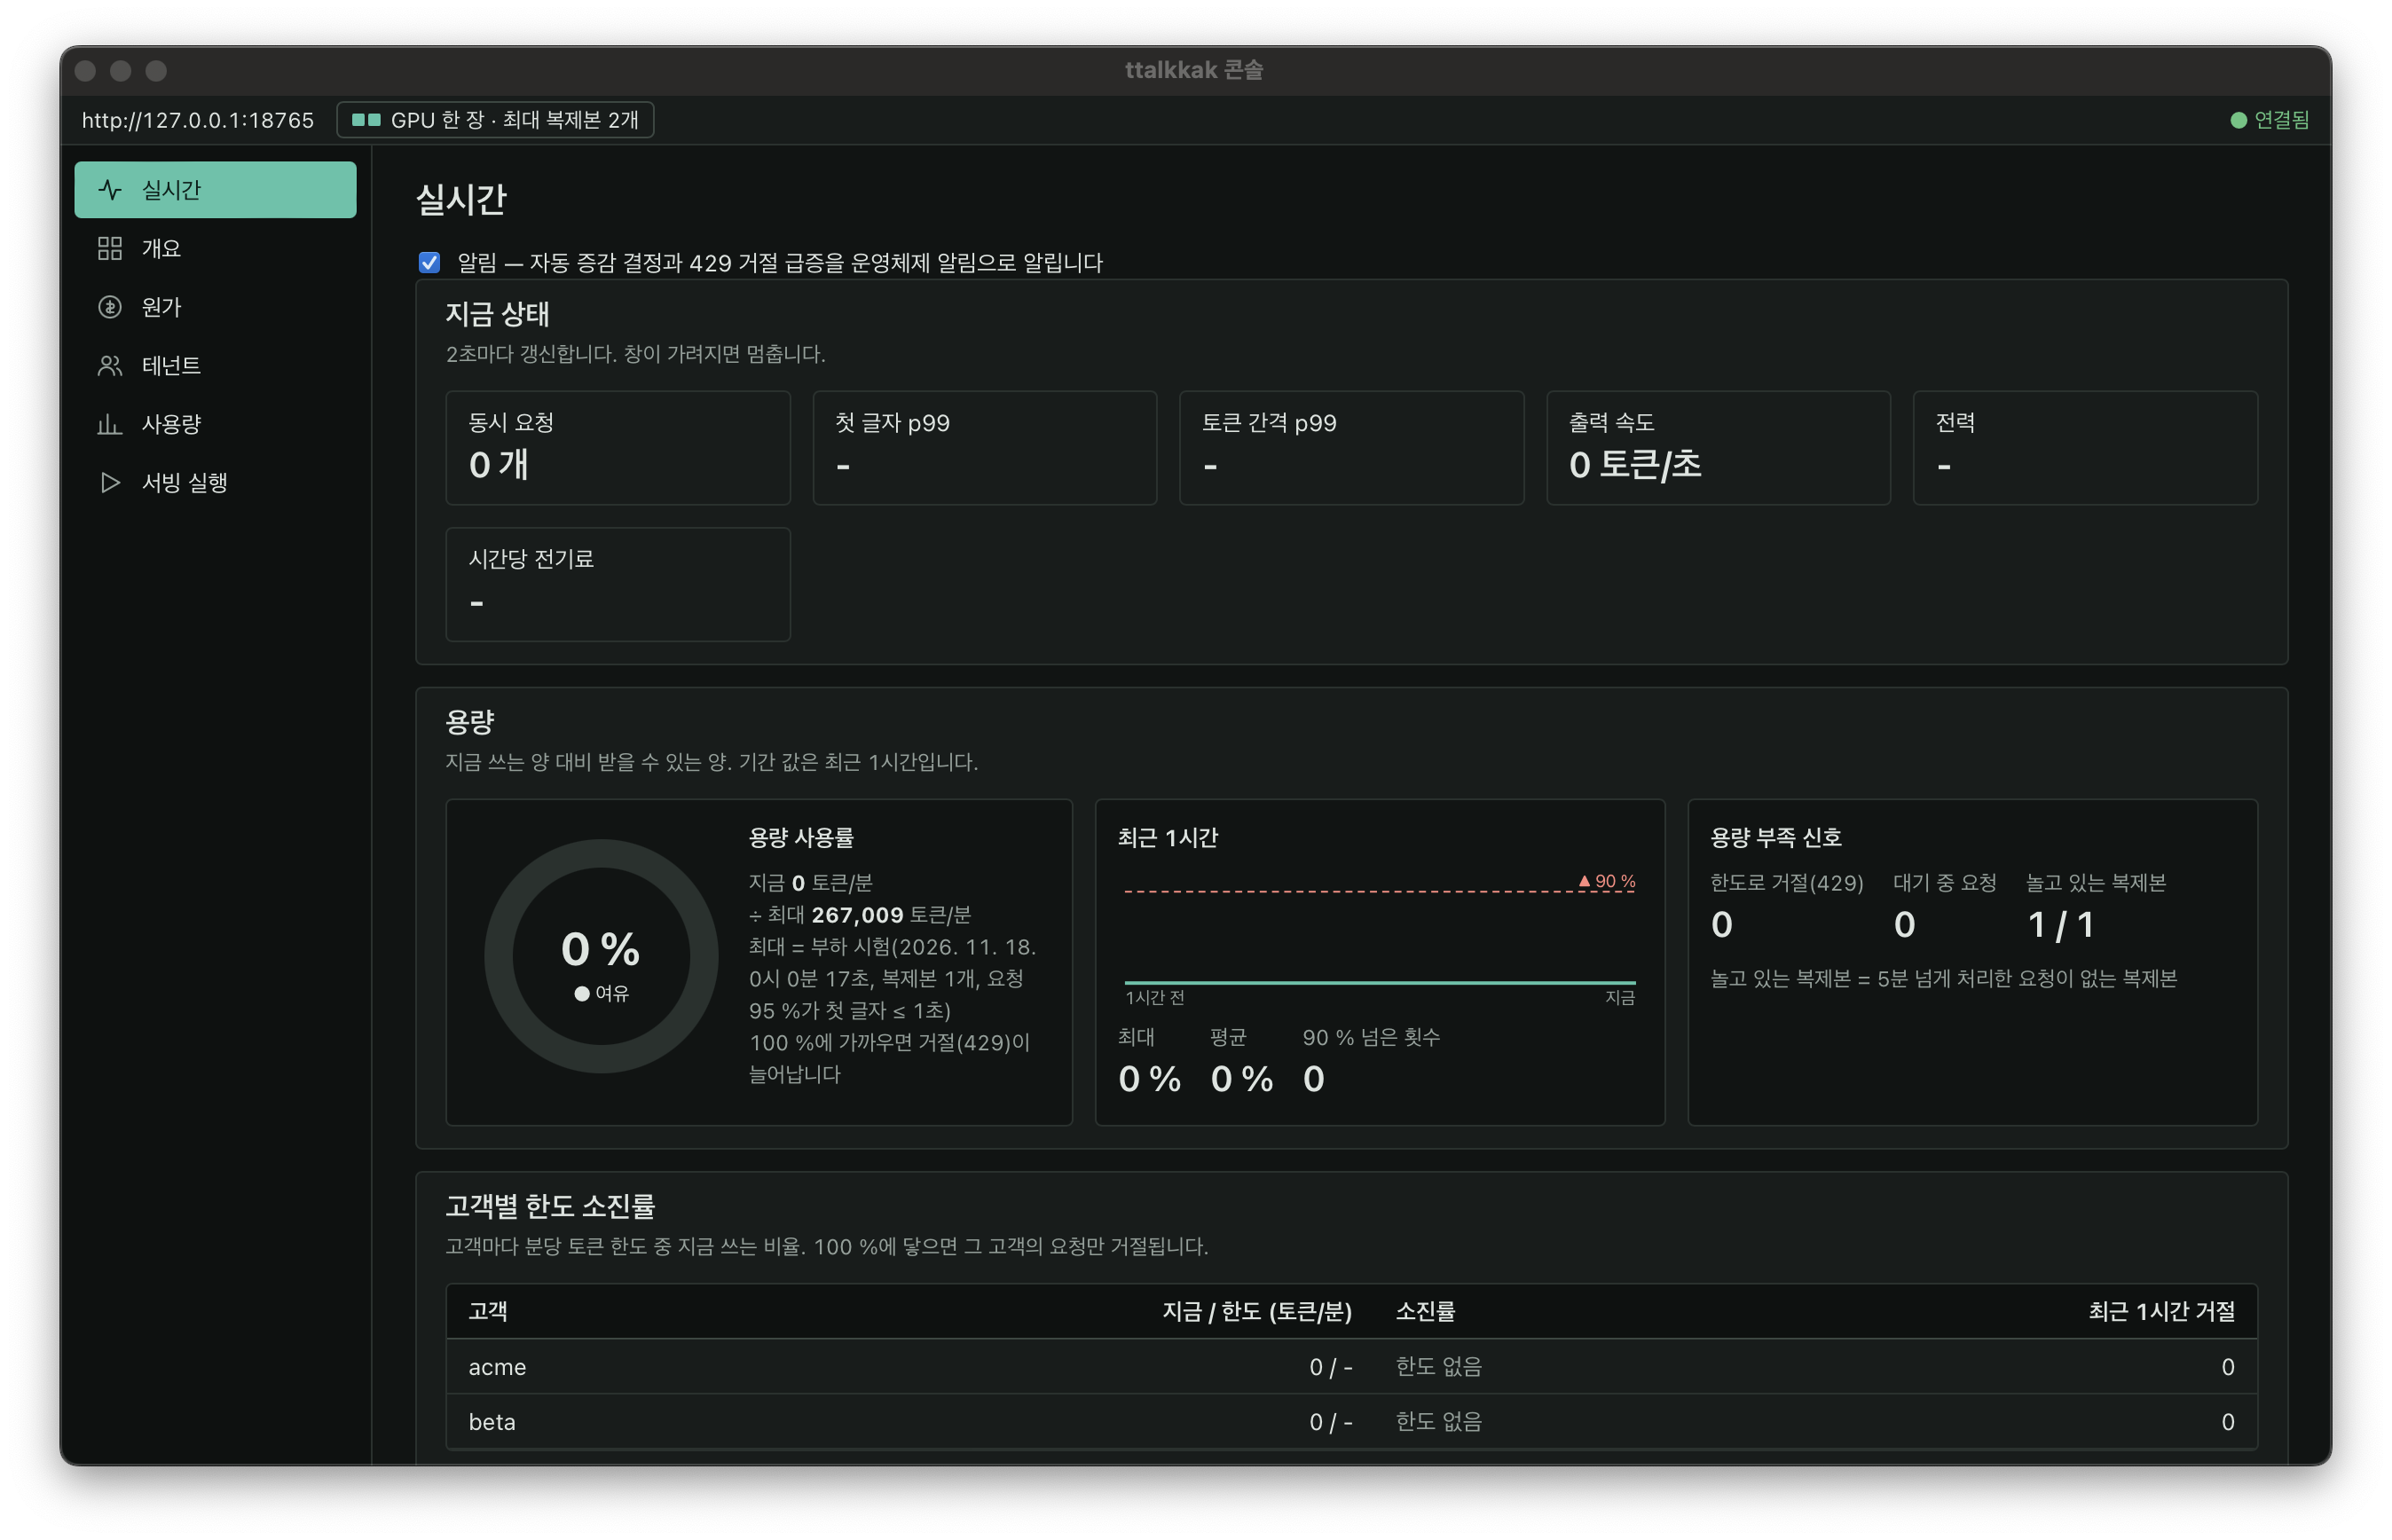 ttalkkak 콘솔
http://127.0.0.1:18765
GPU 한 장 · 최대 복제본 2개
연결됨
실시간
개요
원가
테넌트
사용량
서빙 실행
실시간
알림 — 자동 증감 결정과 429 거절 급증을 운영체제 알림으로 알립니다
지금 상태
2초마다 갱신합니다. 창이 가려지면 멈춥니다.
동시 요청
0 개
첫 글자 p99
-
토큰 간격 p99
-
출력 속도
0 토큰/초
전력
-
시간당 전기료
-
용량
지금 쓰는 양 대비 받을 수 있는 양. 기간 값은 최근 1시간입니다.
0 %
여유
용량 사용률
지금 0 토큰/분
÷ 최대 267,009 토큰/분
최대 = 부하 시험(2026. 11. 18.
0시 0분 17초, 복제본 1개, 요청
95 %가 첫 글자 ≤ 1초)
100 %에 가까우면 거절(429)이
늘어납니다
최근 1시간
▲ 90 %
1시간 전 지금
최대 평균 90 % 넘은 횟수
0 % 0 % 0
용량 부족 신호
한도로 거절(429) 대기 중 요청 놀고 있는 복제본
0 0 1 / 1
놀고 있는 복제본 = 5분 넘게 처리한 요청이 없는 복제본
고객별 한도 소진률
고객마다 분당 토큰 한도 중 지금 쓰는 비율. 100 %에 닿으면 그 고객의 요청만 거절됩니다.
고객 지금 / 한도 (토큰/분) 소진률 최근 1시간 거절
acme 0 / - 한도 없음 0
beta 0 / - 한도 없음 0